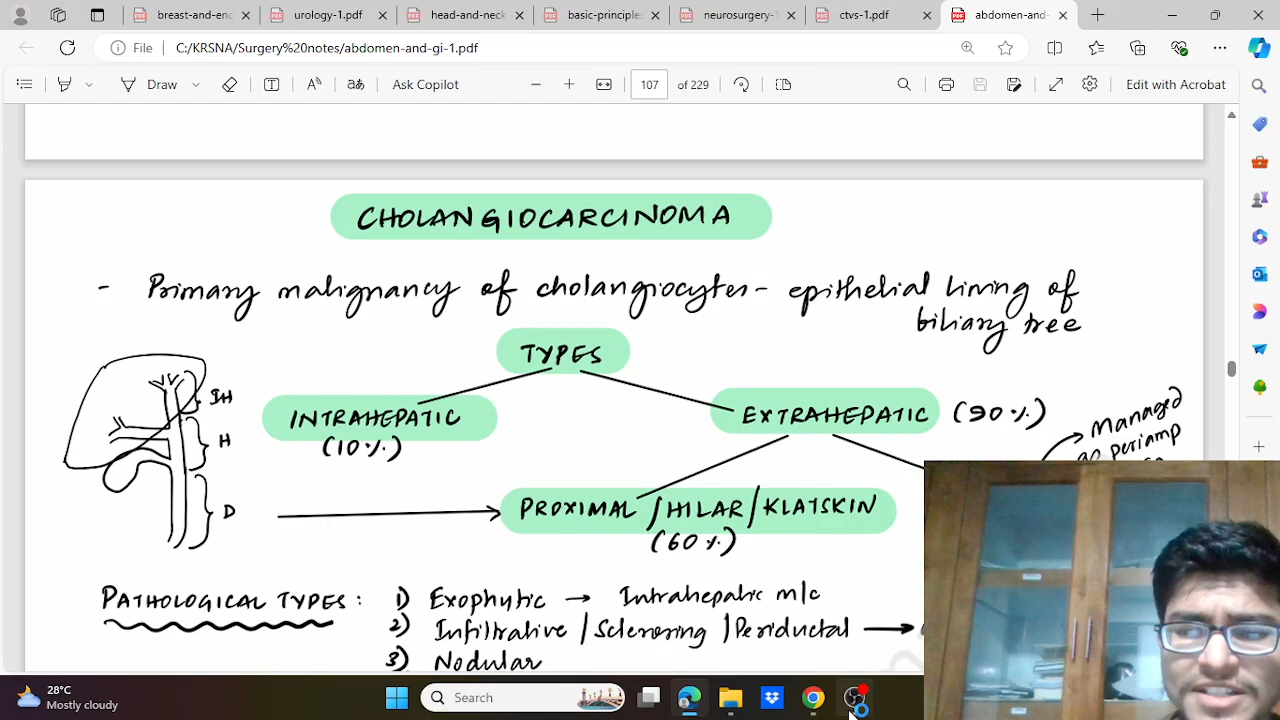 breast-and-end
urology-1.pdf
head-and-neck
basic-principle
neurosurgery-1
ctvs-1.pdf
abdomen-and-
File
C:/KRSNA/Surgery%20notes/abdomen-and-gi-1.pdf
Draw
Ask Copilot
107 of 229
Edit with Acrobat
CHOLANGIOCARCINOMA
- Primary malignancy of cholangiocytes - epithelial lining of
biliary tree
TYPES
IH
INTRAHEPATIC
(10%)
EXTRAHEPATIC (90%)
Managed
as periamp
H
D
PROXIMAL/HILAR/KLATSKIN
(60%)
PATHOLOGICAL TYPES: 1) Exophytic → Intrahepatic m/c
2) Infiltrative / Sclerosing / Periductal →
3) Nodular
28°C
Mostly cloudy
Search